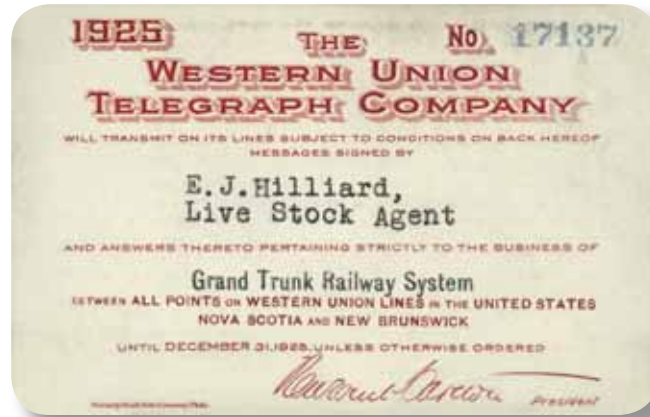 1925 THE No. 17137
WESTERN UNION
TELEGRAPH COMPANY
WILL TRANSMIT ON ITS LINES SUBJECT TO CONDITIONS ON BACK HEREOF
MESSAGES SIGNED BY
E.J.Hilliard,
Live Stock Agent
AND ANSWERS THERETO PERTAINING STRICTLY TO THE BUSINESS OF
Grand Trunk Railway System
BETWEEN ALL POINTS ON WESTERN UNION LINES IN THE UNITED STATES
NOVA SCOTIA AND NEW BRUNSWICK
UNTIL DECEMBER 31,1925, UNLESS OTHERWISE ORDERED
President